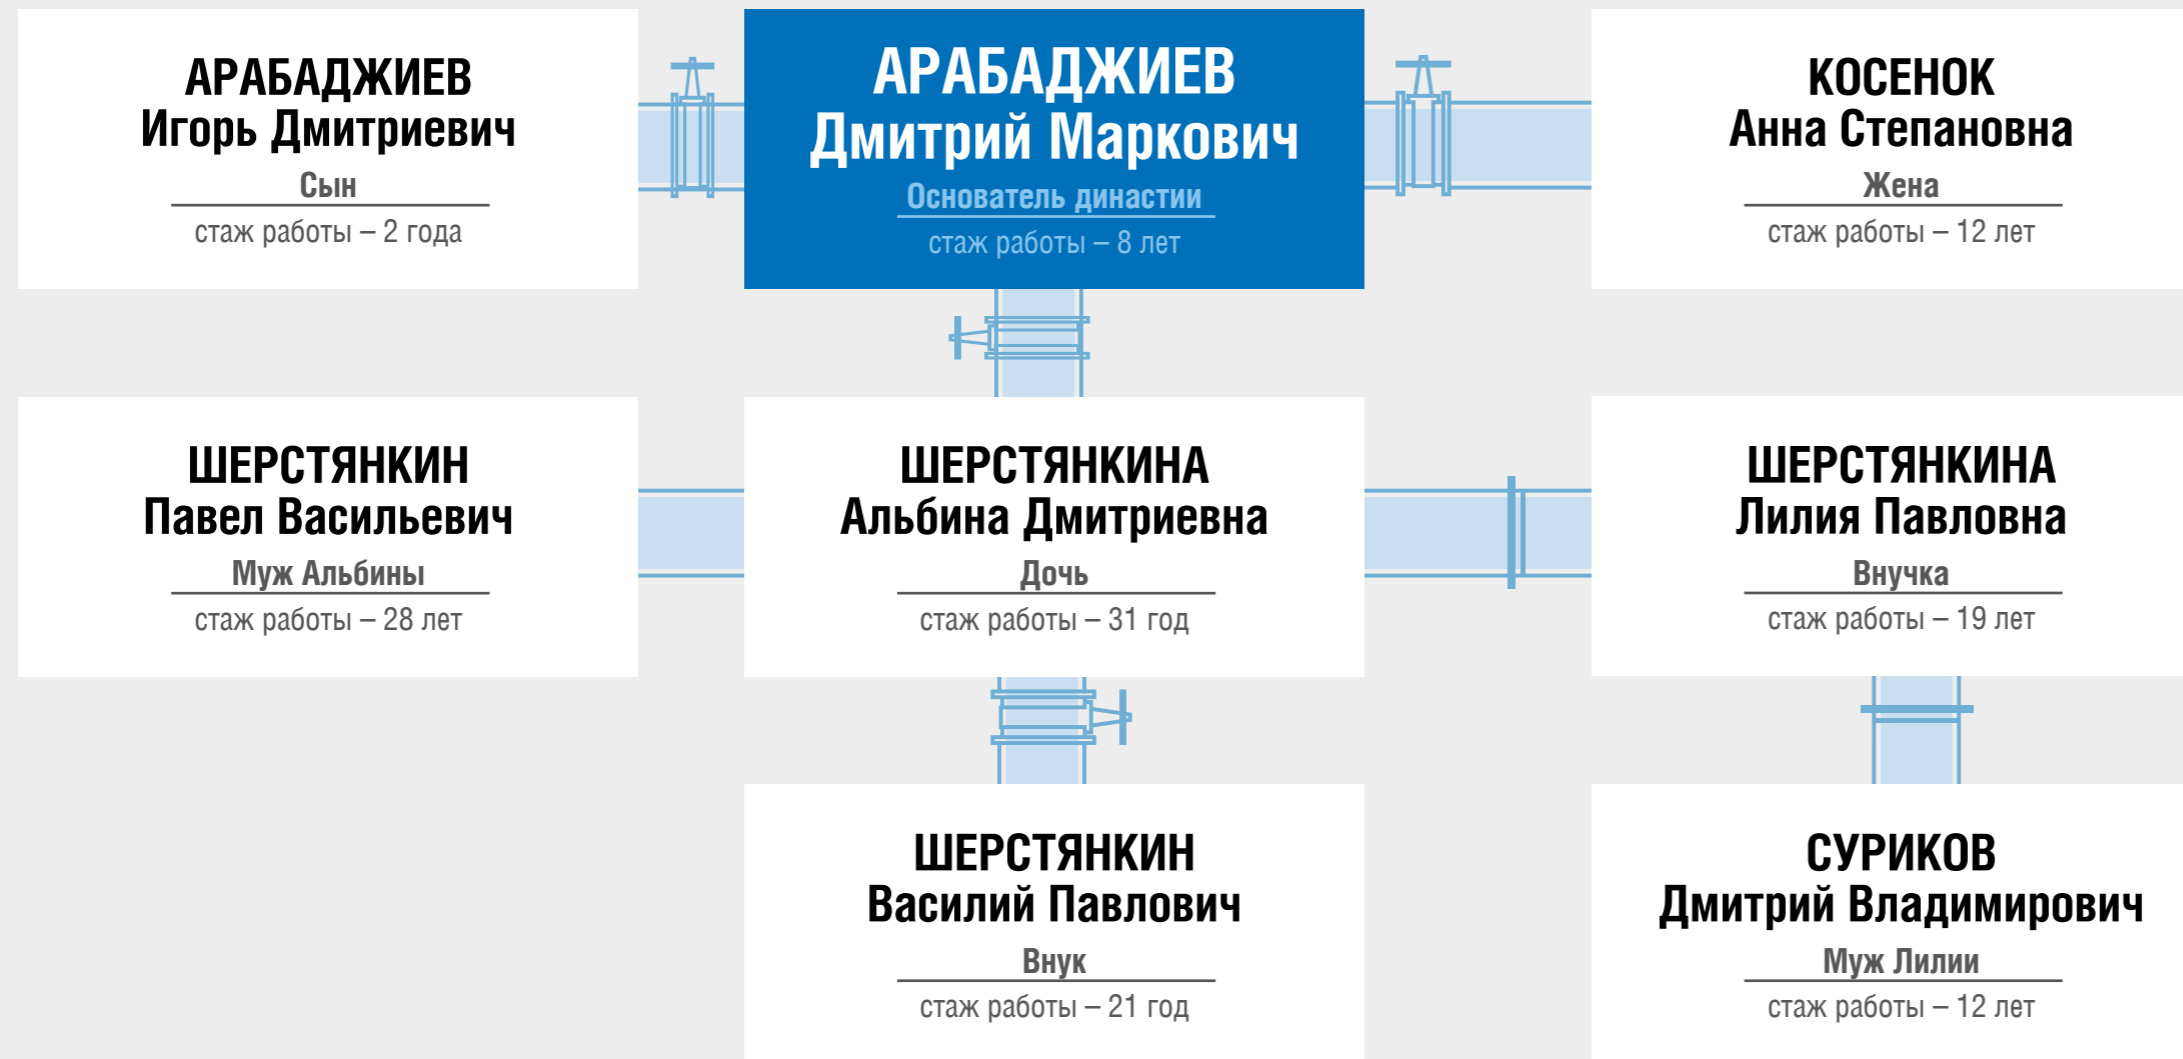 АРАБАДЖИЕВ
Игорь Дмитриевич
Сын
стаж работы – 2 года
АРАБАДЖИЕВ
Дмитрий Маркович
Основатель династии
стаж работы – 8 лет
КОСЕНОК
Анна Степановна
Жена
стаж работы – 12 лет
ШЕРСТЯНКИН
Павел Васильевич
Муж Альбины
стаж работы – 28 лет
ШЕРСТЯНКИНА
Альбина Дмитриевна
Дочь
стаж работы – 31 год
ШЕРСТЯНКИНА
Лилия Павловна
Внучка
стаж работы – 19 лет
ШЕРСТЯНКИН
Василий Павлович
Внук
стаж работы – 21 год
СУРИКОВ
Дмитрий Владимирович
Муж Лилии
стаж работы – 12 лет